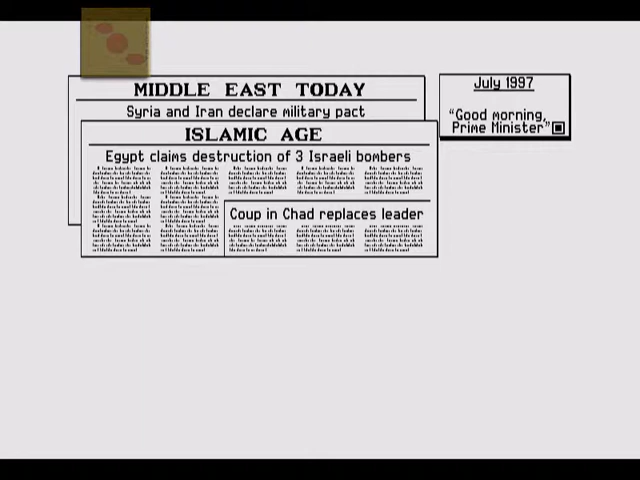 MIDDLE EAST TODAY
Syria and Iran declare military pact
ISLAMIC AGE
Egypt claims destruction of 3 Israeli bombers
Coup in Chad replaces leader
July 1997
“Good morning,
Prime Minister”